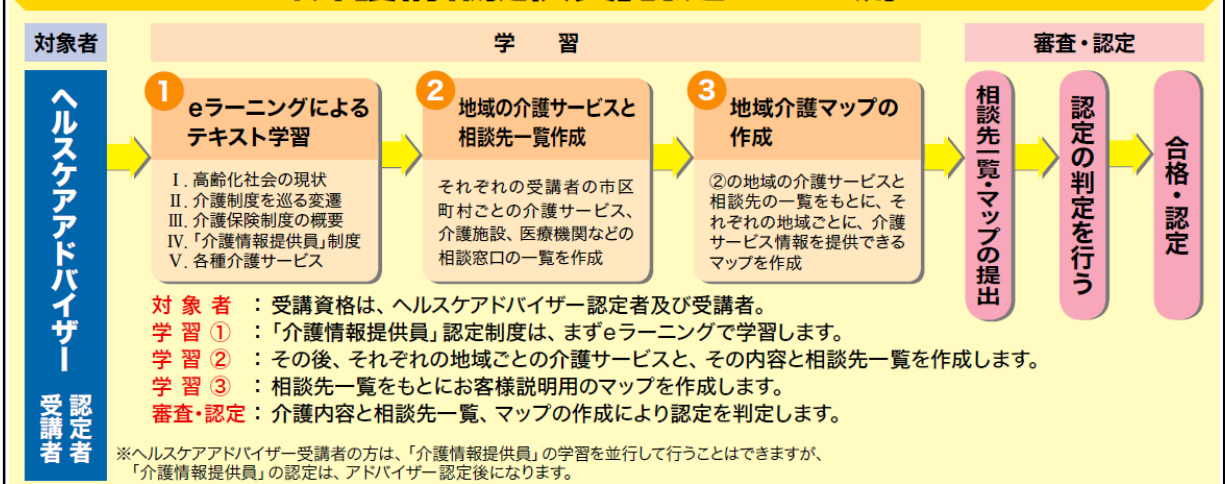 対象者
学 習
審査・認定
ヘルスケアアドバイザー
認定者
受講者
1
eラーニングによる
テキスト学習
Ⅰ. 高齢化社会の現状
Ⅱ. 介護制度を巡る変遷
Ⅲ. 介護保険制度の概要
Ⅳ.「介護情報提供員」制度
Ⅴ. 各種介護サービス
2
地域の介護サービスと
相談先一覧作成
それぞれの受講者の市区
町村ごとの介護サービス、
介護施設、医療機関などの
相談窓口の一覧を作成
3
地域介護マップの
作成
②の地域の介護サービスと
相談先の一覧をもとに、そ
れぞれの地域ごとに、介護
サービス情報を提供できる
マップを作成
相談先一覧・マップの提出
認定の判定を行う
合格・認定
対 象 者 ：受講資格は、ヘルスケアドバイザー認定者及び受講者。
学 習 ① ：「介護情報提供員」認定制度は、まずeラーニングで学習します。
学 習 ② ：その後、それぞれの地域ごとの介護サービスと、その内容と相談先一覧を作成します。
学 習 ③ ：相談先一覧をもとにお客様説明用のマップを作成します。
審査・認定：介護内容と相談先一覧、マップの作成により認定を判定します。
※ヘルスケアアドバイザー受講者の方は、「介護情報提供員」の学習を並行して行うことはできますが、
「介護情報提供員」の認定は、アドバイザー認定後になります。